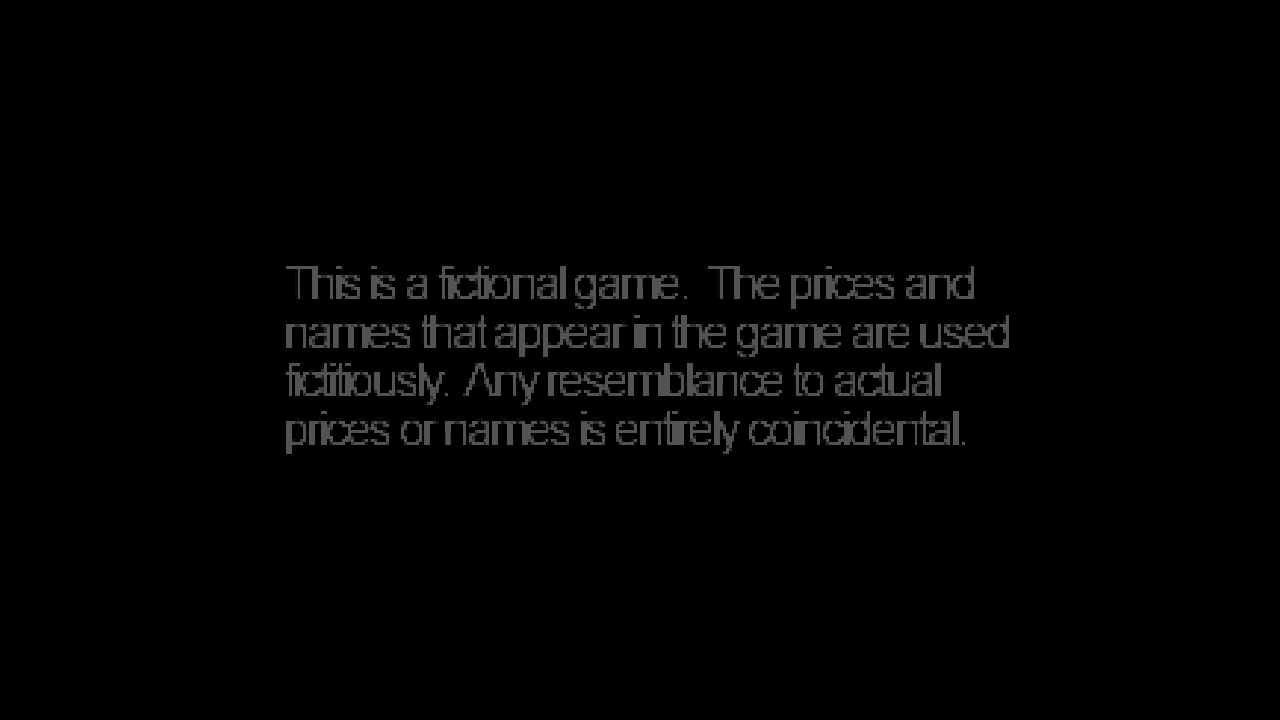 This is a fictional game.  The prices and
names that appear in the game are used
fictitiously.  Any resemblance to actual
prices or names is entirely coincidental.